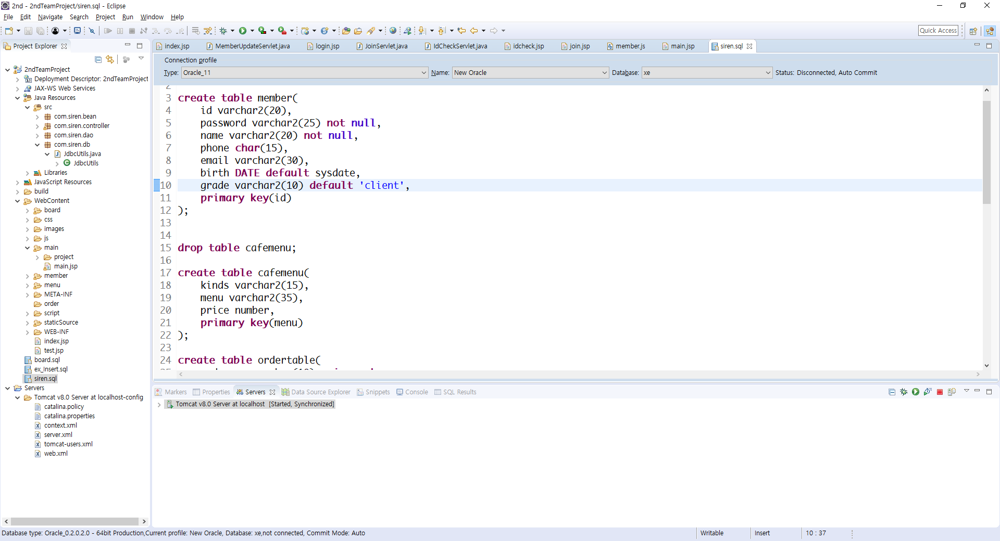 2nd - 2ndTeamProject/siren.sql - Eclipse
File Edit Navigate Search Project Run Window Help
Quick Access
Project Explorer
2ndTeamProject
Deployment Descriptor: 2ndTeamProject
JAX-WS Web Services
Java Resources
src
com.siren.bean
com.siren.controller
com.siren.dao
com.siren.db
JdbcUtils.java
JdbcUtils
Libraries
JavaScript Resources
build
WebContent
board
css
images
js
main
project
main.jsp
member
menu
META-INF
order
script
staticSource
WEB-INF
index.jsp
test.jsp
board.sql
ex_Insert.sql
siren.sql
Servers
Tomcat v8.0 Server at localhost-config
catalina.policy
catalina.properties
context.xml
server.xml
tomcat-users.xml
web.xml
index.jsp MemberUpdateServlet.java login.jsp JoinServlet.java IdCheckServlet.java idcheck.jsp join.jsp member.js main.jsp siren.sql
Connection profile
Type: Oracle_11 Name: New Oracle Database: xe Status: Disconnected, Auto Commit
2
3 create table member(
4 id varchar2(20),
5 password varchar2(25) not null,
6 name varchar2(20) not null,
7 phone char(15),
8 email varchar2(30),
9 birth DATE default sysdate,
10 grade varchar2(10) default 'client',
11 primary key(id)
12 );
13
14
15 drop table cafemenu;
16
17 create table cafemenu(
18 kinds varchar2(15),
19 menu varchar2(35),
20 price number,
21 primary key(menu)
22 );
23
24 create table ordertable(
Markers Properties Servers Data Source Explorer Snippets Console SQL Results
Tomcat v8.0 Server at localhost [Started, Synchronized]
Database type: Oracle_0.2.0.2.0 - 64bit Production,Current profile: New Oracle, Database: xe,not connected, Commit Mode: Auto
Writable Insert 10 : 37